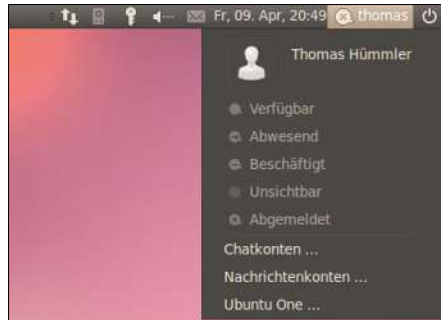 Fr, 09. Apr, 20:49 thomas
Thomas Hümmler
Verfügbar
Abwesend
Beschäftigt
Unsichtbar
Abgemeldet
Chatkonten ...
Nachrichtenkonten ...
Ubuntu One ...